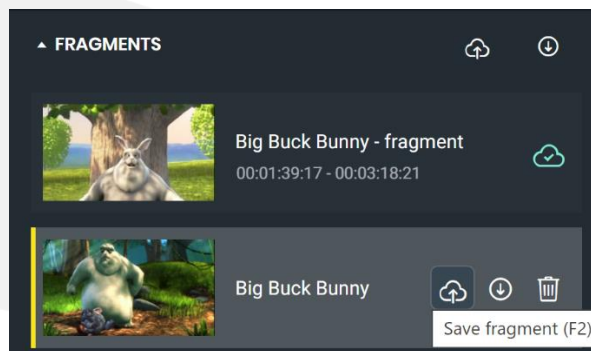 FRAGMENTS
Big Buck Bunny - fragment
00:01:39:17 - 00:03:18:21
Big Buck Bunny
Save fragment (F2)